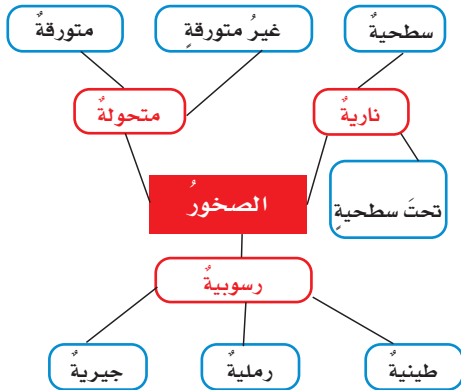 سطحيةٌ
غيرُ متورقةٍ
متورقةٌ
ناريةٌ
متحولةٌ
الصخورُ
تحتَ سطحيةٍ
رسوبيةٌ
طينيةٌ
رمليةٌ
جيريةٌ